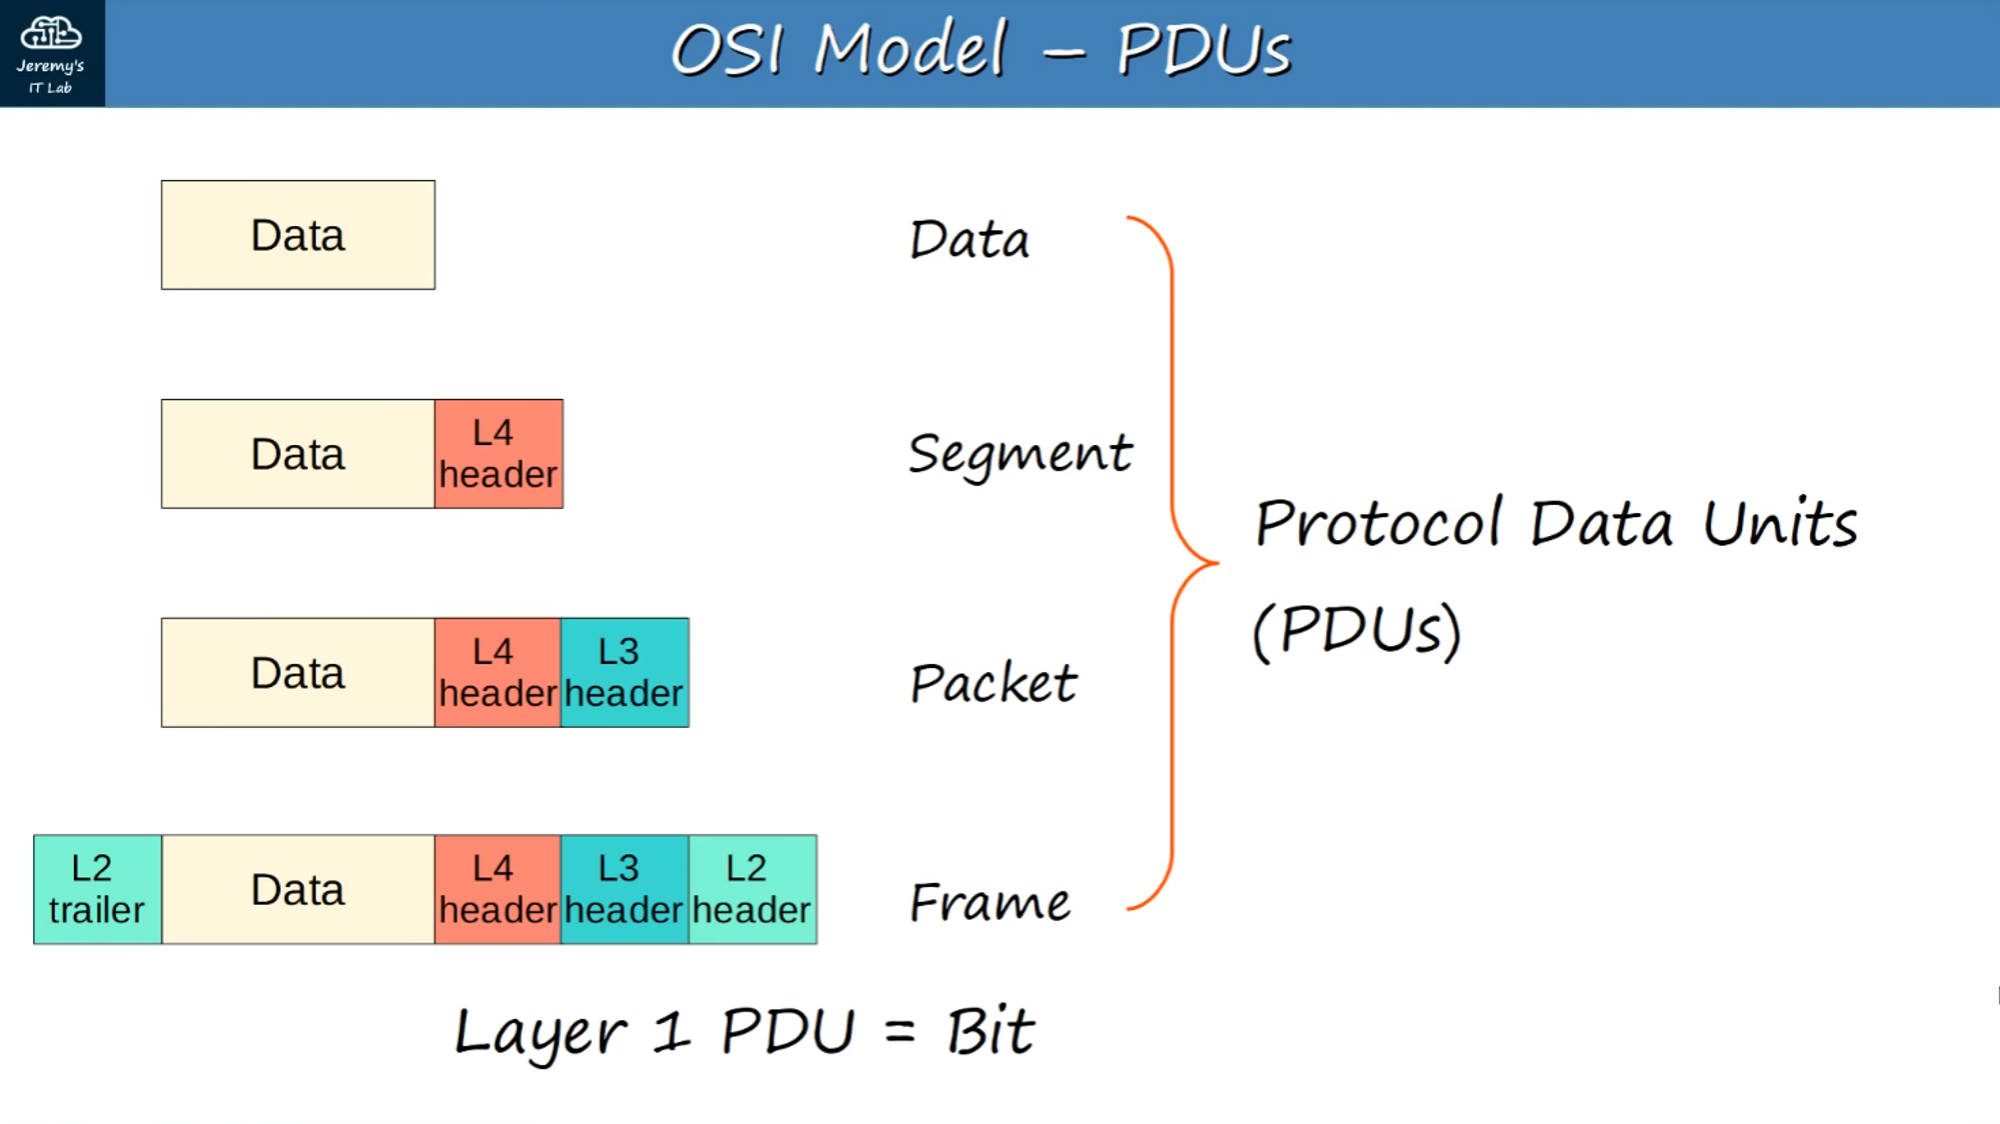 Jeremy's
IT Lab
OSI Model – PDUs
Data
Data
Data
L4
header
Segment
Data
L4
header
L3
header
Packet
L2
trailer
Data
L4
header
L3
header
L2
header
Frame
Protocol Data Units
(PDUs)
Layer 1 PDU = Bit